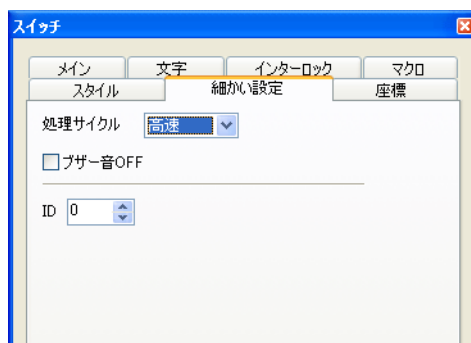 スイッチ
メイン 文字 インターロック マクロ
スタイル 細かい設定 座標
処理サイクル 高速
ブザー音OFF
ID 0